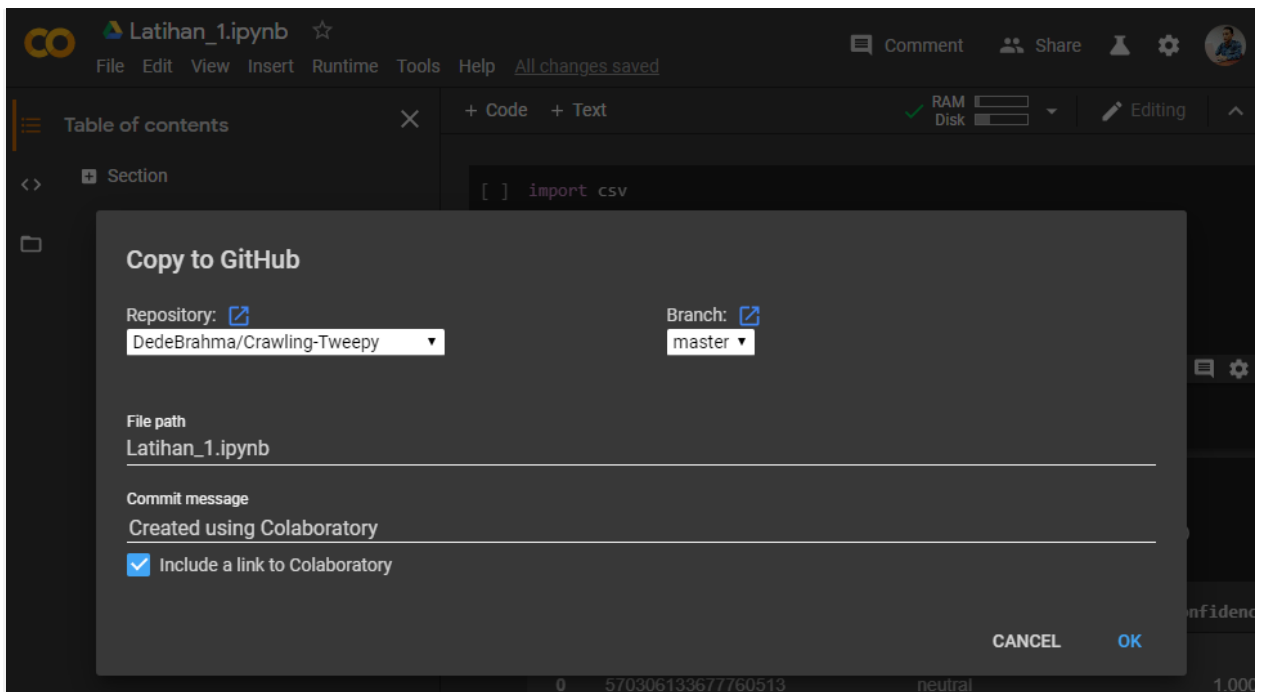 CO Latihan_1.ipynb
Comment Share
File Edit View Insert Runtime Tools Help All changes saved
Table of contents
+ Code + Text
RAM
Disk
Editing
Section
<>
[ ] import csv
Copy to GitHub
Repository:
DedeBrahma/Crawling-Tweepy
Branch:
master
File path
Latihan_1.ipynb
Commit message
Created using Colaboratory
Include a link to Colaboratory
CANCEL OK
onfidenc
0 570306133677760513 neutral 1.000